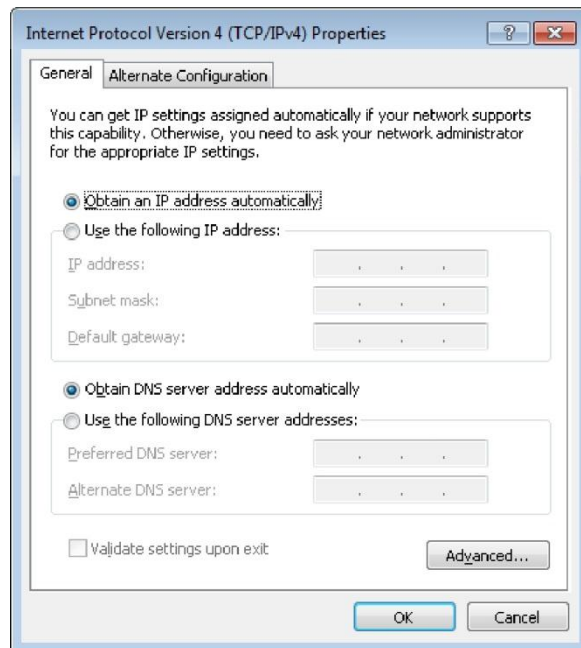 Internet Protocol Version 4 (TCP/IPv4) Properties
General
Alternate Configuration
You can get IP settings assigned automatically if your network supports
this capability. Otherwise, you need to ask your network administrator
for the appropriate IP settings.
Obtain an IP address automatically
Use the following IP address:
IP address:
Subnet mask:
Default gateway:
Obtain DNS server address automatically
Use the following DNS server addresses:
Preferred DNS server:
Alternate DNS server:
Validate settings upon exit
Advanced...
OK
Cancel